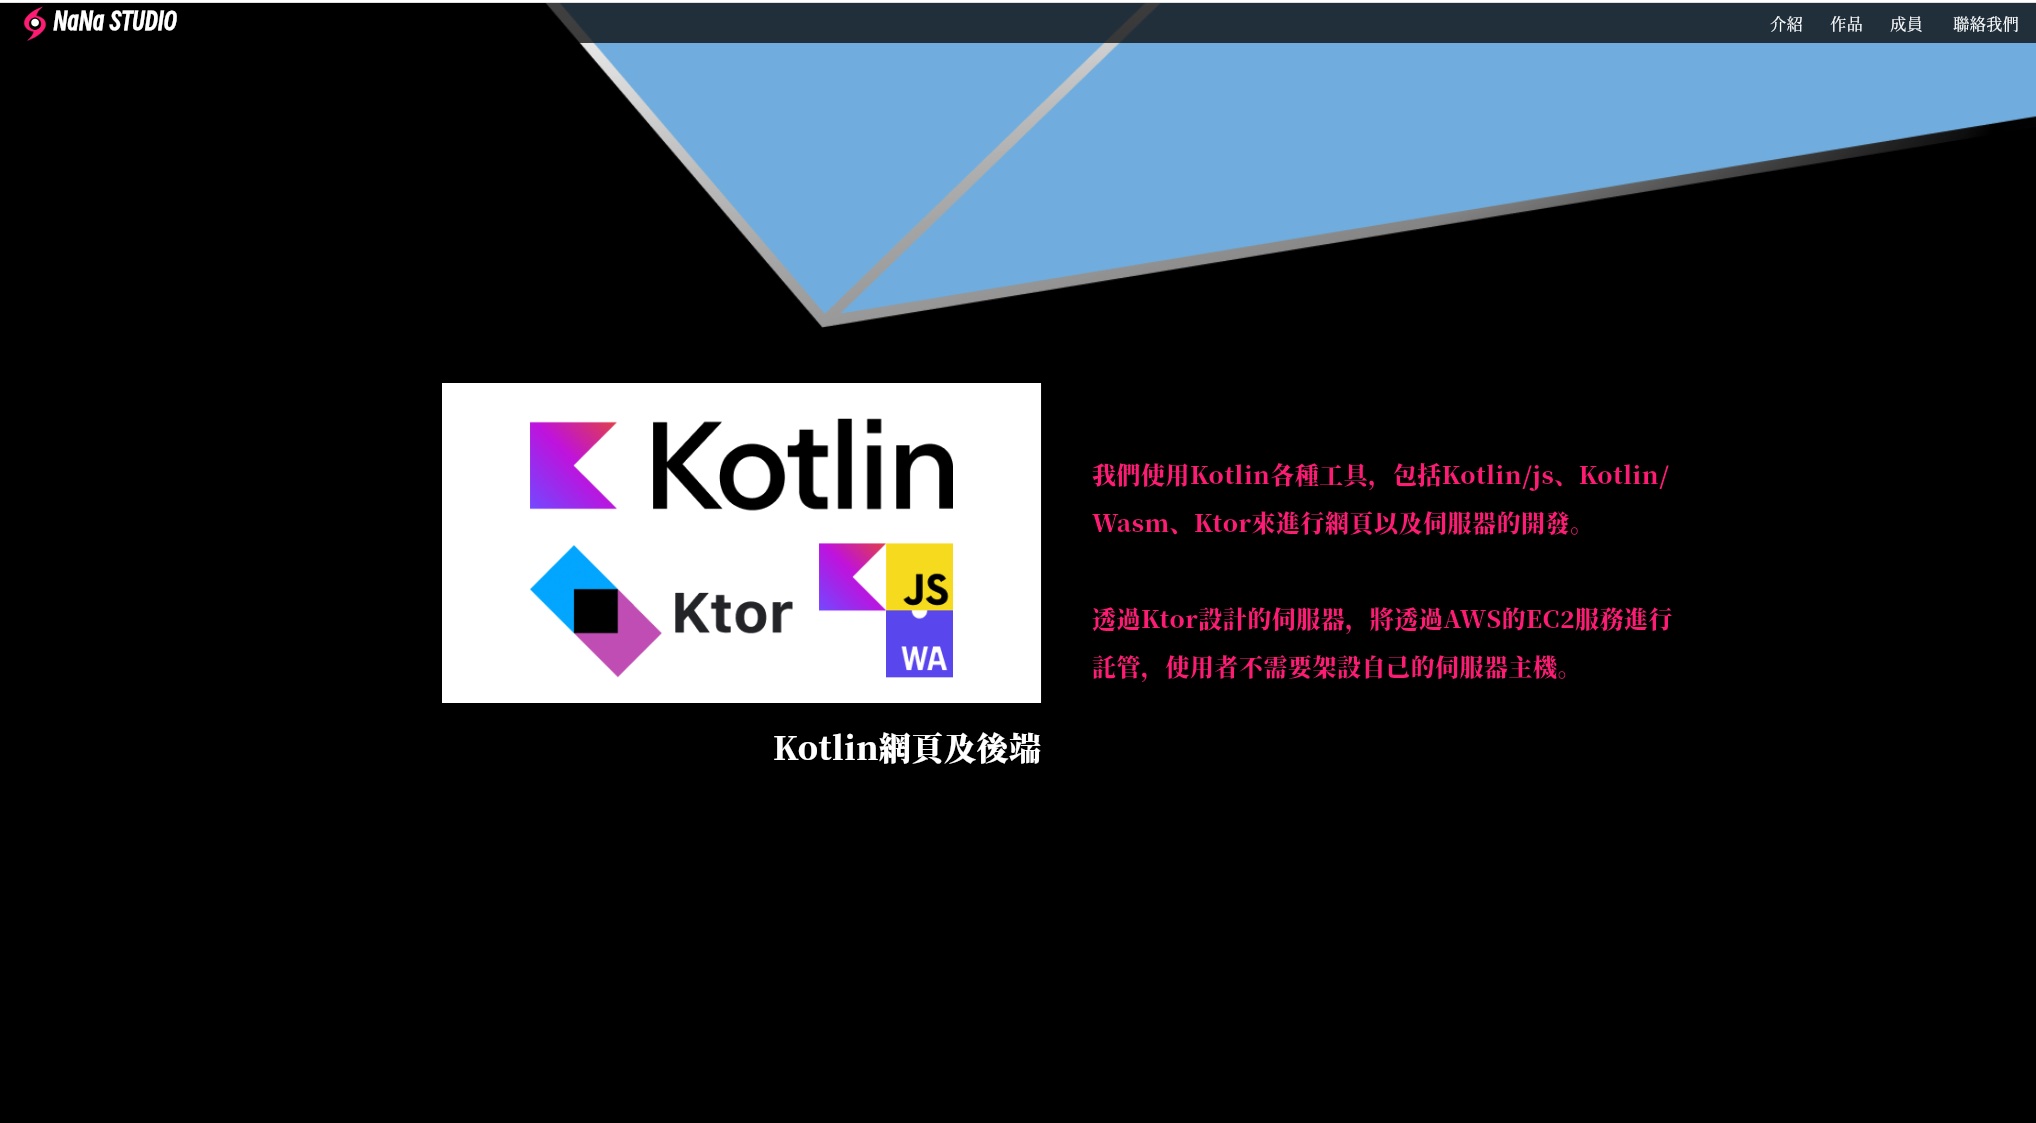 NaNa STUDIO
介紹 作品 成員 聯絡我們
Kotlin
Ktor
JS
WA
我們使用Kotlin各種工具，包括Kotlin/js、Kotlin/
Wasm、Ktor來進行網頁以及伺服器的開發。
透過Ktor設計的伺服器，將透過AWS的EC2服務進行
託管，使用者不需要架設自己的伺服器主機。
Kotlin網頁及後端